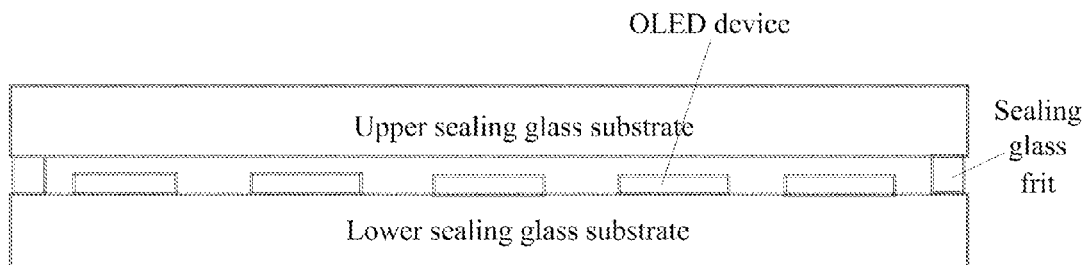 OLED device
Upper sealing glass substrate
Sealing
glass
frit
Lower sealing glass substrate